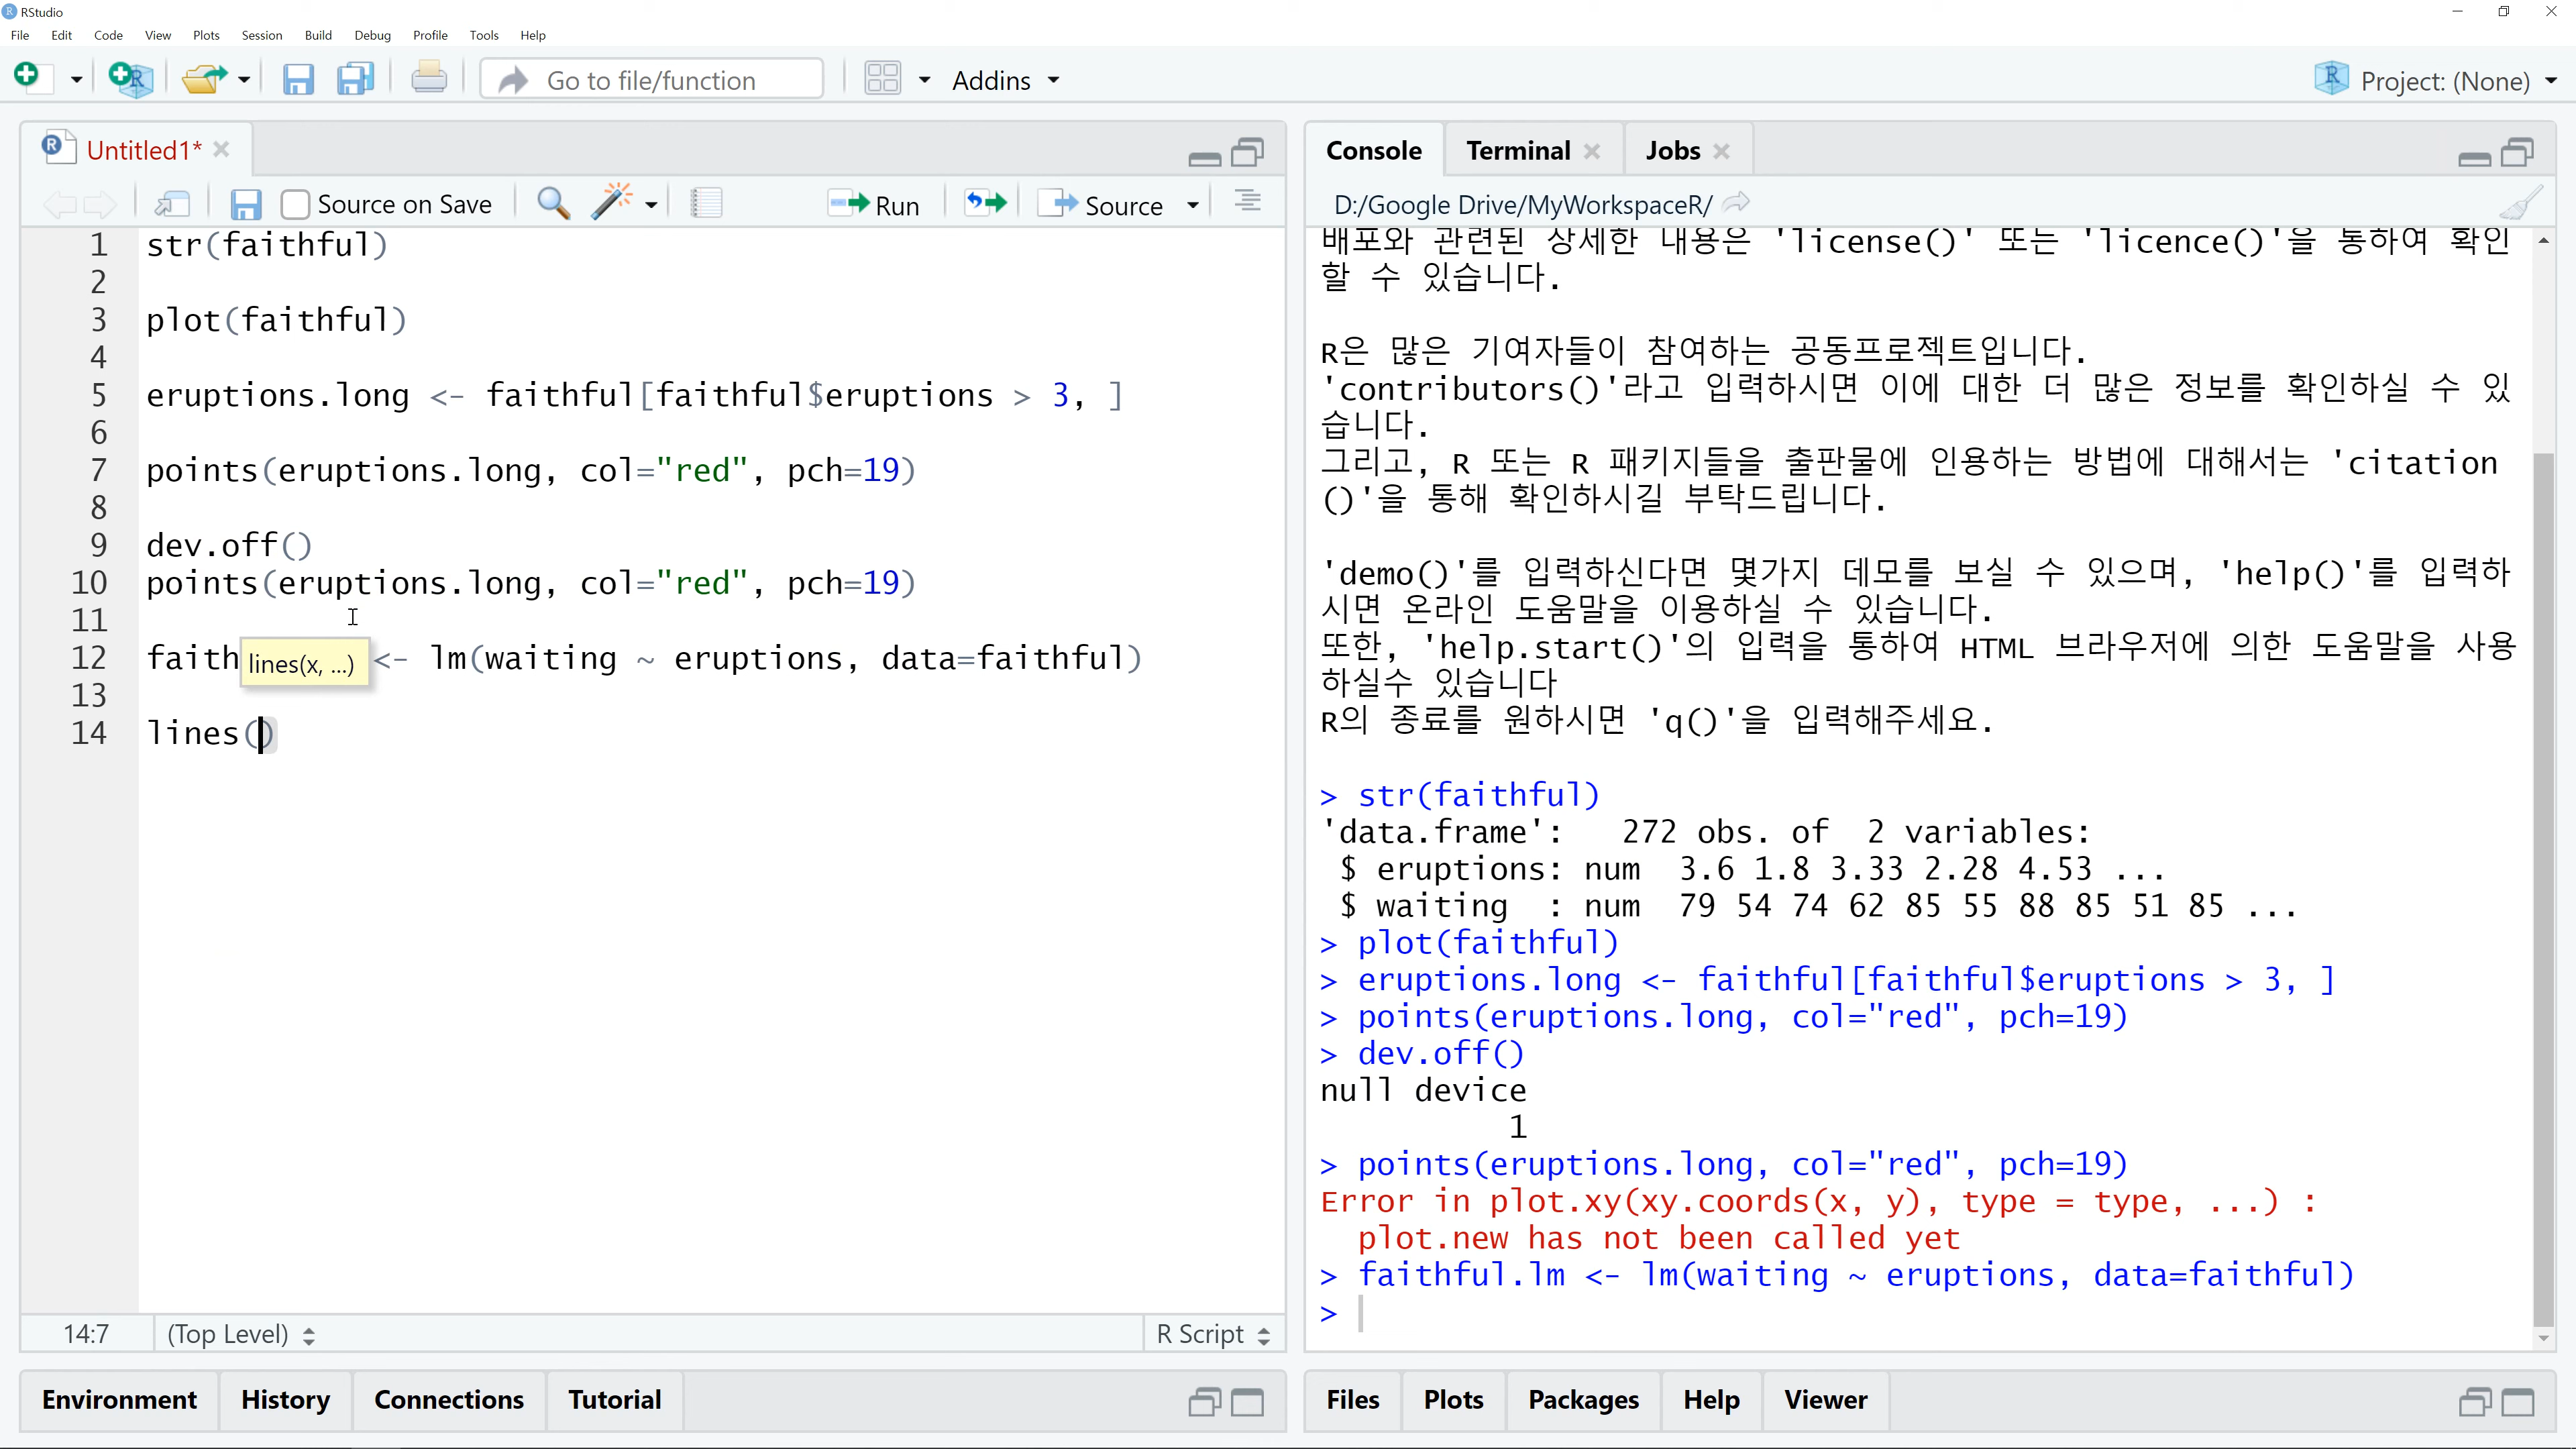 RStudio
File Edit Code View Plots Session Build Debug Profile Tools Help
Go to file/function Addins Project: (None)
Untitled1*
Source on Save Run Source
1 str(faithful)
2
3 plot(faithful)
4
5 eruptions.long <- faithful[faithful$eruptions > 3, ]
6
7 points(eruptions.long, col="red", pch=19)
8
9 dev.off()
10 points(eruptions.long, col="red", pch=19)
11
12 faith <- lm(waiting ~ eruptions, data=faithful)
lines(x, ...)
13
14 lines()
14:7 (Top Level) R Script
Environment History Connections Tutorial
Console Terminal Jobs
D:/Google Drive/MyWorkspaceR/
배포와 관련된 상세한 내용은 'license()' 또는 'licence()'을 통하여 확인
할 수 있습니다.
R은 많은 기여자들이 참여하는 공동프로젝트입니다.
'contributors()'라고 입력하시면 이에 대한 더 많은 정보를 확인하실 수 있
습니다.
그리고, R 또는 R 패키지들을 출판물에 인용하는 방법에 대해서는 'citation
()'을 통해 확인하시길 부탁드립니다.
'demo()'를 입력하신다면 몇가지 데모를 보실 수 있으며, 'help()'를 입력하
시면 온라인 도움말을 이용하실 수 있습니다.
또한, 'help.start()'의 입력을 통하여 HTML 브라우저에 의한 도움말을 사용
하실수 있습니다
R의 종료를 원하시면 'q()'을 입력해주세요.
> str(faithful)
'data.frame': 272 obs. of 2 variables:
$ eruptions: num 3.6 1.8 3.33 2.28 4.53 ...
$ waiting : num 79 54 74 62 85 55 88 85 51 85 ...
> plot(faithful)
> eruptions.long <- faithful[faithful$eruptions > 3, ]
> points(eruptions.long, col="red", pch=19)
> dev.off()
null device
1
> points(eruptions.long, col="red", pch=19)
Error in plot.xy(xy.coords(x, y), type = type, ...) :
plot.new has not been called yet
> faithful.lm <- lm(waiting ~ eruptions, data=faithful)
>
Files Plots Packages Help Viewer